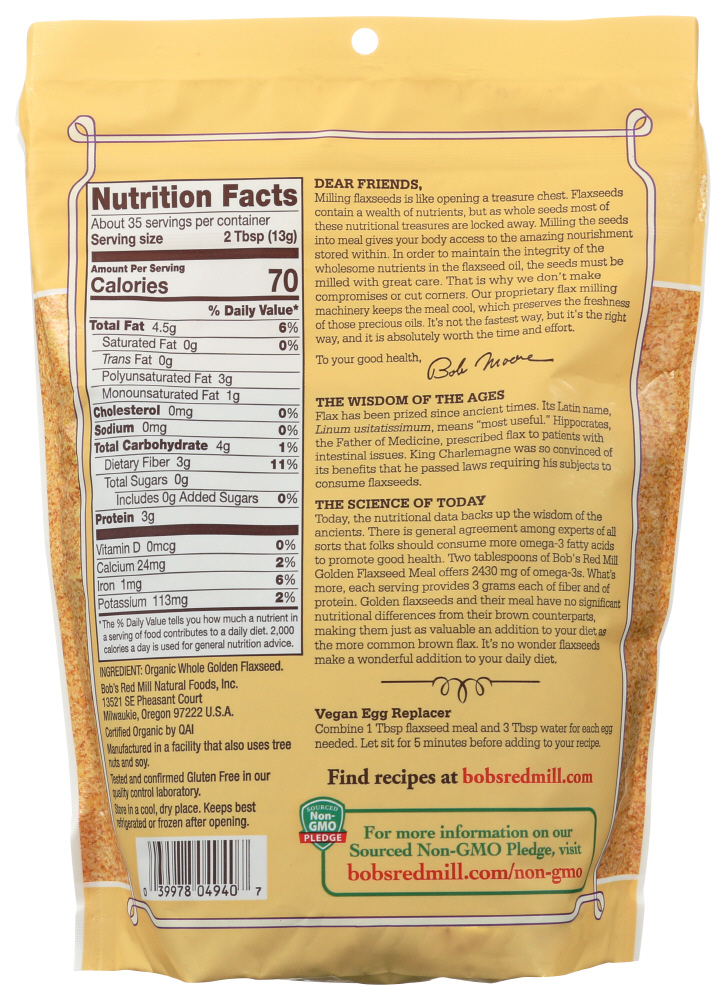 Nutrition Facts
About 35 servings per container
Serving size 2 Tbsp (13g)
Amount Per Serving
Calories 70
% Daily Value*
Total Fat 4.5g 6%
Saturated Fat 0g 0%
Trans Fat 0g
Polyunsaturated Fat 3g
Monounsaturated Fat 1g
Cholesterol 0mg 0%
Sodium 0mg 0%
Total Carbohydrate 4g 1%
Dietary Fiber 3g 11%
Total Sugars 0g
Includes 0g Added Sugars 0%
Protein 3g
Vitamin D 0mcg 0%
Calcium 24mg 2%
Iron 1mg 6%
Potassium 113mg 2%
*The % Daily Value tells you how much a nutrient in
a serving of food contributes to a daily diet. 2,000
calories a day is used for general nutrition advice.
INGREDIENT: Organic Whole Golden Flaxseed.
Bob's Red Mill Natural Foods, Inc.
13521 SE Pheasant Court
Milwaukie, Oregon 97222 U.S.A.
Certified Organic by QAI
Manufactured in a facility that also uses tree
nuts and soy.
Tested and confirmed Gluten Free in our
quality control laboratory.
Store in a cool, dry place. Keeps best
refrigerated or frozen after opening.
0 39978 04940 7
DEAR FRIENDS,
Milling flaxseeds is like opening a treasure chest. Flaxseeds
contain a wealth of nutrients, but as whole seeds most of
these nutritional treasures are locked away. Milling the seeds
into meal gives your body access to the amazing nourishment
stored within. In order to maintain the integrity of the
wholesome nutrients in the flaxseed oil, the seeds must be
milled with great care. That is why we don't make
compromises or cut corners. Our proprietary flax milling
machinery keeps the meal cool, which preserves the freshness
of those precious oils. It's not the fastest way, but it's the right
way, and it is absolutely worth the time and effort.
To your good health,
Bob Moore
THE WISDOM OF THE AGES
Flax has been prized since ancient times. Its Latin name,
Linum usitatissimum, means "most useful." Hippocrates,
the Father of Medicine, prescribed flax to patients with
intestinal issues. King Charlemagne was so convinced of
its benefits that he passed laws requiring his subjects to
consume flaxseeds.
THE SCIENCE OF TODAY
Today, the nutritional data backs up the wisdom of the
ancients. There is general agreement among experts of all
sorts that folks should consume more omega-3 fatty acids
to promote good health. Two tablespoons of Bob's Red Mill
Golden Flaxseed Meal offers 2430 mg of omega-3s. What's
more, each serving provides 3 grams each of fiber and of
protein. Golden flaxseeds and their meal have no significant
nutritional differences from their brown counterparts,
making them just as valuable an addition to your diet as
the more common brown flax. It's no wonder flaxseeds
make a wonderful addition to your daily diet.
Vegan Egg Replacer
Combine 1 Tbsp flaxseed meal and 3 Tbsp water for each egg
needed. Let sit for 5 minutes before adding to your recipe.
Find recipes at bobsredmill.com
SOURCED
Non-
GMO
PLEDGE
For more information on our
Sourced Non-GMO Pledge, visit
bobsredmill.com/non-gmo